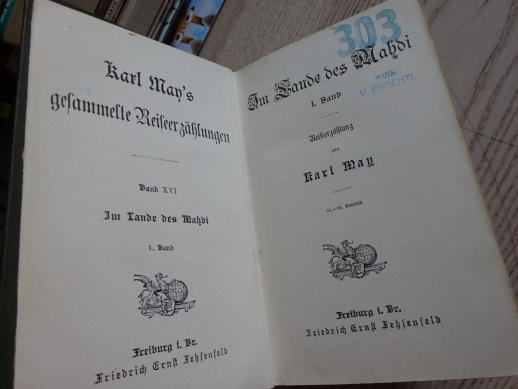 Karl May's
gesammelte Reiseerzählungen
Band XVI
Im Lande des Mahdi
1. Band
Freiburg i. Br.
Friedrich Ernst Fehsenfeld
303
Im Lande des Mahdi
1. Band
Reiseerzählung
von
Karl May
Freiburg i. Br.
Friedrich Ernst Fehsenfeld